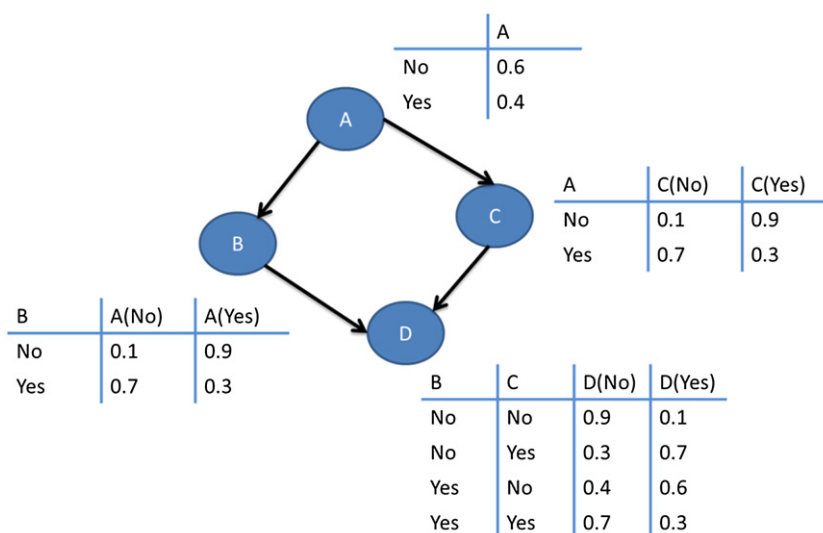 A
No 0.6
Yes 0.4
A
C
B
D
A C(No) C(Yes)
No 0.1 0.9
Yes 0.7 0.3
B A(No) A(Yes)
No 0.1 0.9
Yes 0.7 0.3
B C D(No) D(Yes)
No No 0.9 0.1
No Yes 0.3 0.7
Yes No 0.4 0.6
Yes Yes 0.7 0.3